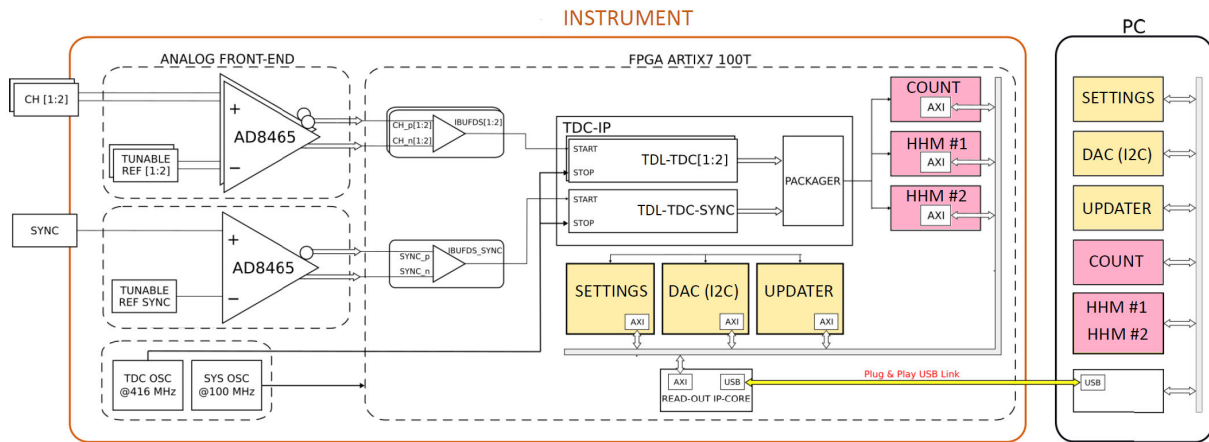 INSTRUMENT
PC
ANALOG FRONT-END
FPGA ARTIX7 100T
CH [1:2]
+
AD8465
−
TUNABLE
REF [1:2]
CH_p[1:2]
CH_n[1:2]
IBUFDS[1:2]
TDC-IP
START
STOP
TDL-TDC[1:2]
START
STOP
TDL-TDC-SYNC
PACKAGER
COUNT
AXI
HHM #1
AXI
HHM #2
AXI
SYNC
+
AD8465
−
TUNABLE
REF SYNC
SYNC_p
SYNC_n
IBUFDS_SYNC
SETTINGS
AXI
DAC (I2C)
AXI
UPDATER
AXI
TDC OSC
@416 MHz
SYS OSC
@100 MHz
AXI
USB
READ-OUT IP-CORE
Plug & Play USB Link
SETTINGS
DAC (I2C)
UPDATER
COUNT
HHM #1
HHM #2
USB